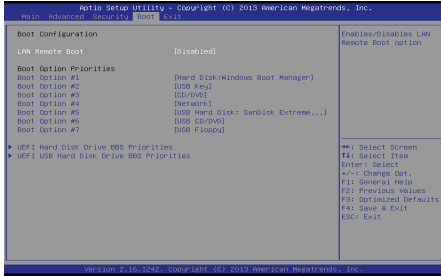 Aptio Setup Utility - Copyright (C) 2013 American Megatrends, Inc.
Main Advanced Security Boot Exit
Boot Configuration
LAN Remote Boot [Disabled]
Boot Option Priorities
Boot Option #1 [Hard Disk:Windows Boot Manager]
Boot Option #2 [USB Key]
Boot Option #3 [CD/DVD]
Boot Option #4 [Network]
Boot Option #5 [USB Hard Disk: SanDisk Extreme...]
Boot Option #6 [USB CD/DVD]
Boot Option #7 [USB Floppy]
UEFI Hard Disk Drive BBS Priorities
UEFI USB Hard Disk Drive BBS Priorities
Enables/Disables LAN
Remote Boot option
→←: Select Screen
↑↓: Select Item
Enter: Select
+/-: Change Opt.
F1: General Help
F2: Previous Values
F3: Optimized Defaults
F4: Save & Exit
ESC: Exit
Version 2.16.1242. Copyright (C) 2013 American Megatrends, Inc.